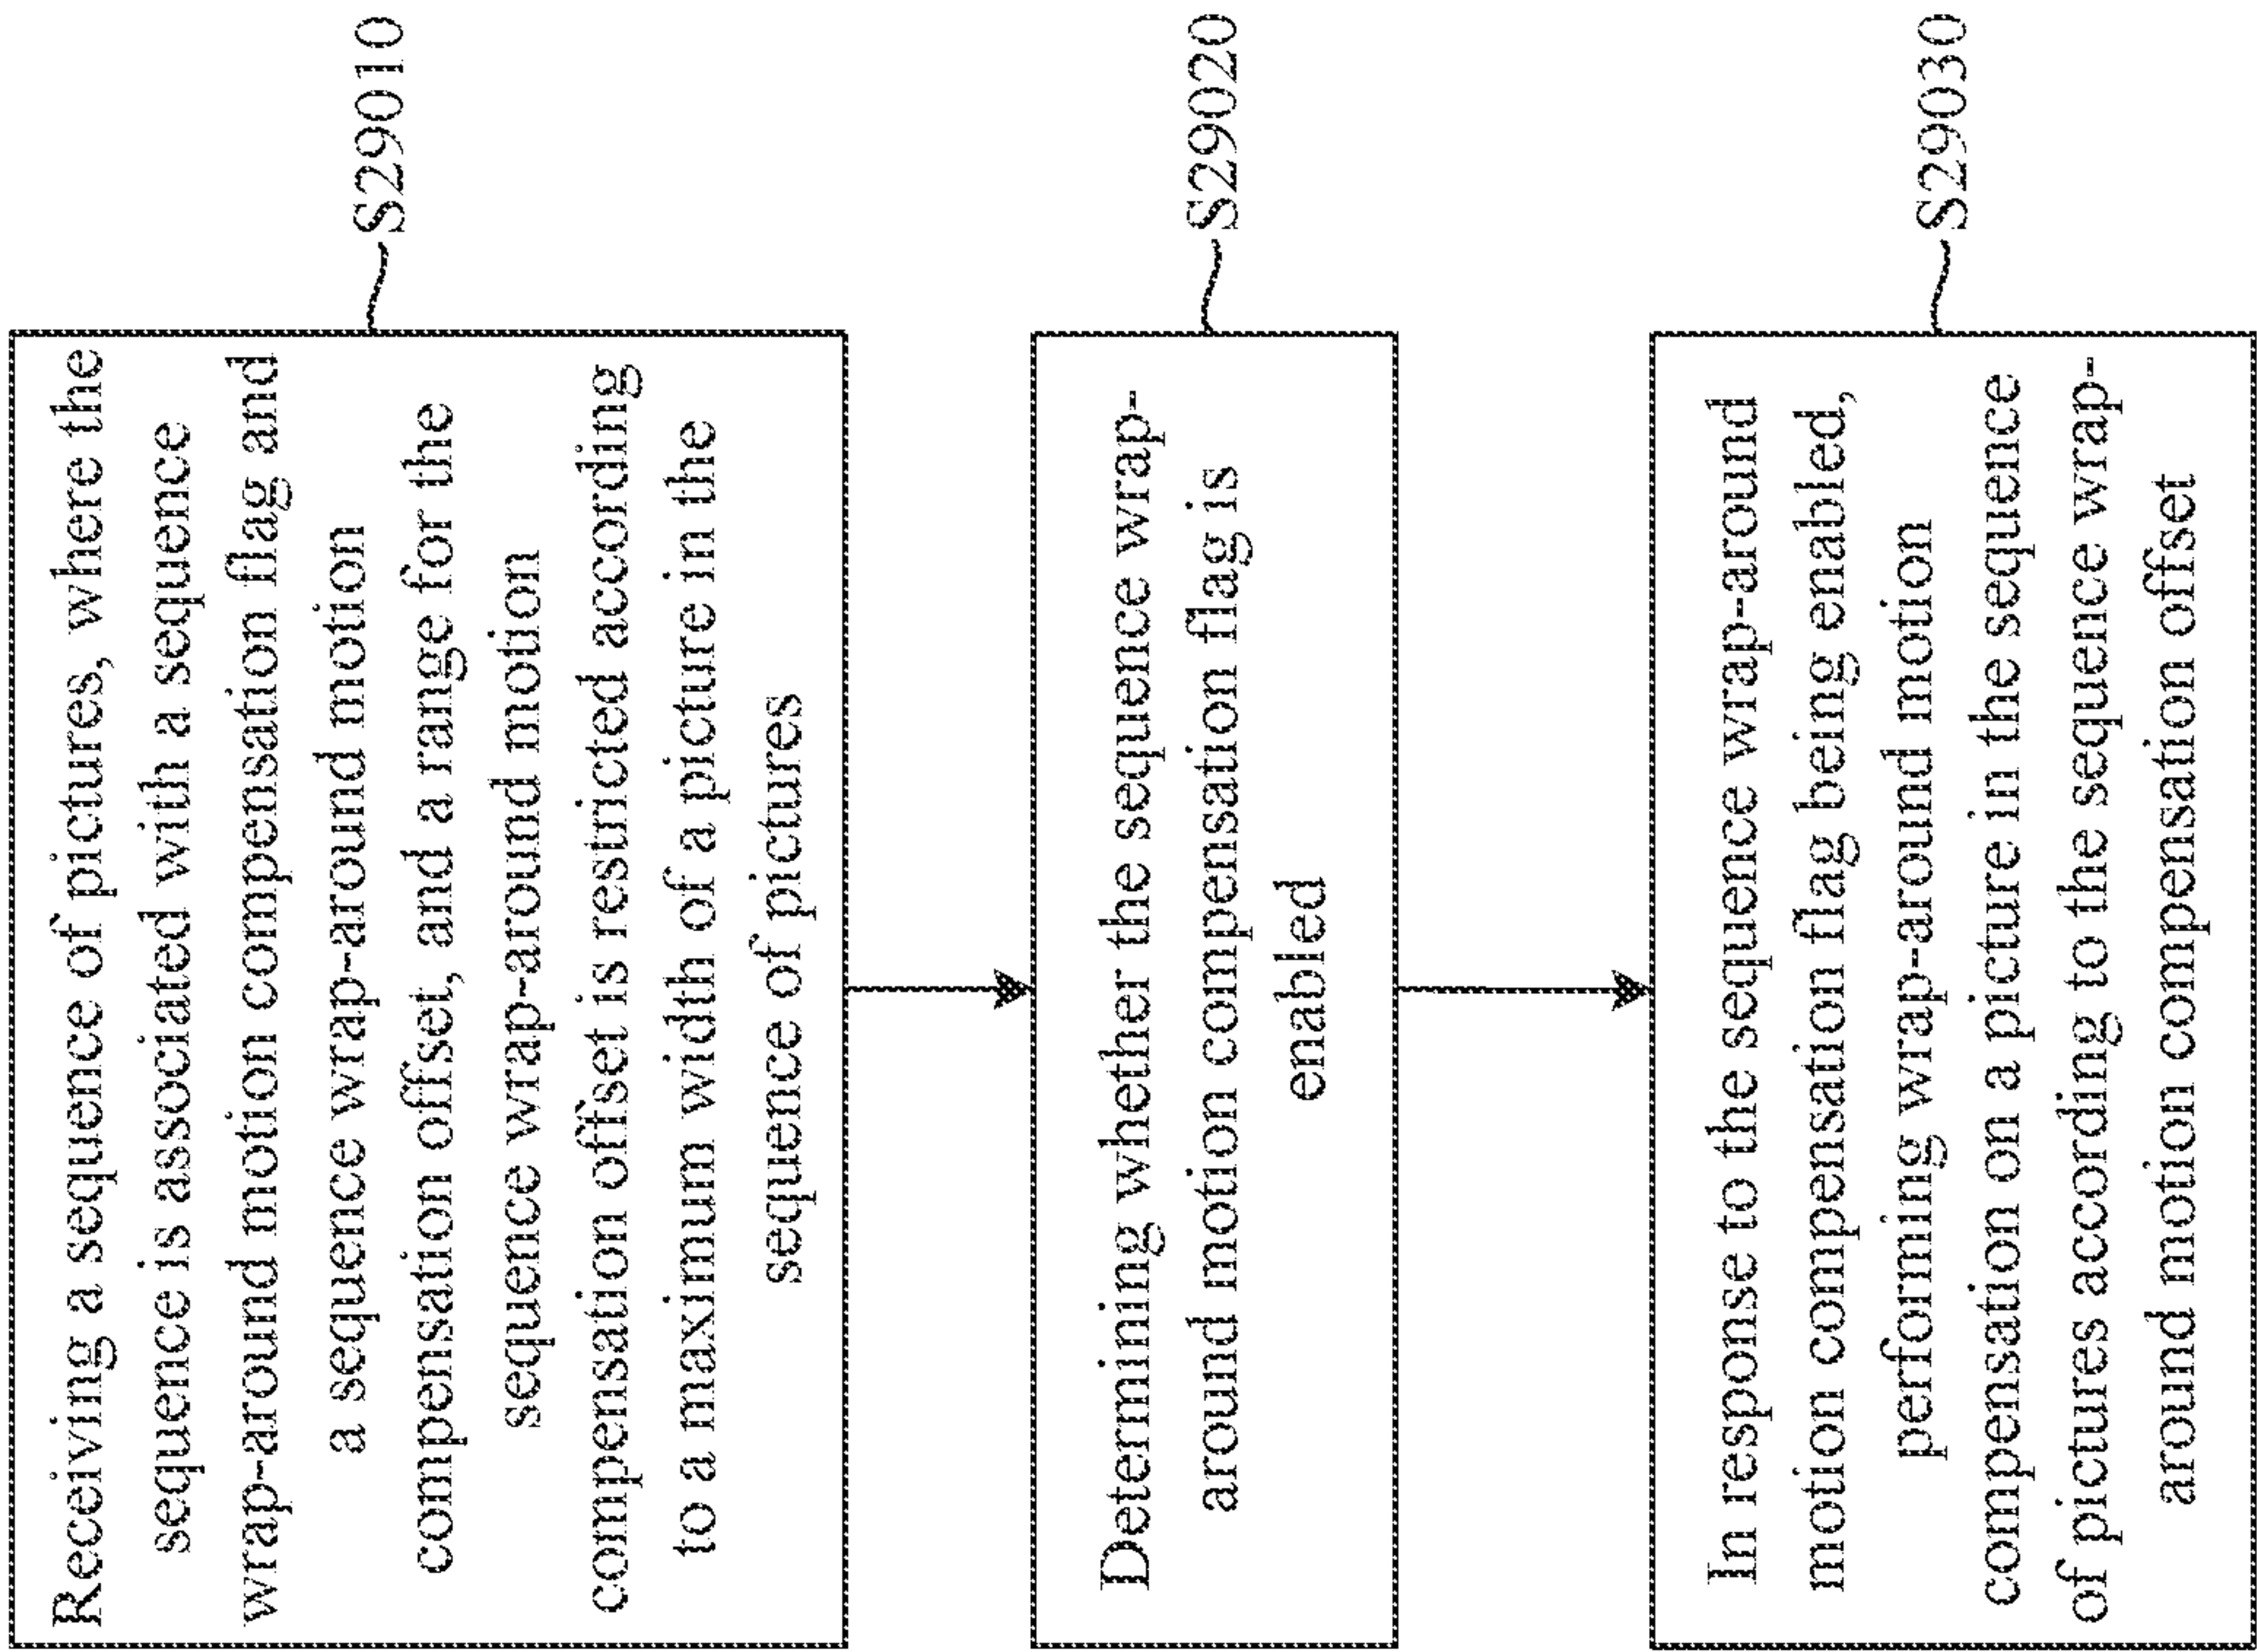 Receiving a sequence of pictures, where the
sequence is associated with a sequence
wrap-around motion compensation flag and
a sequence wrap-around motion
compensation offset, and a range for the
sequence wrap-around motion
compensation offset is restricted according
to a maximum width of a picture in the
sequence of pictures
S29010
Determining whether the sequence wrap-
around motion compensation flag is
enabled
S29020
In response to the sequence wrap-around
motion compensation flag being enabled,
performing wrap-around motion
compensation on a picture in the sequence
of pictures according to the sequence wrap-
around motion compensation offset
S29030